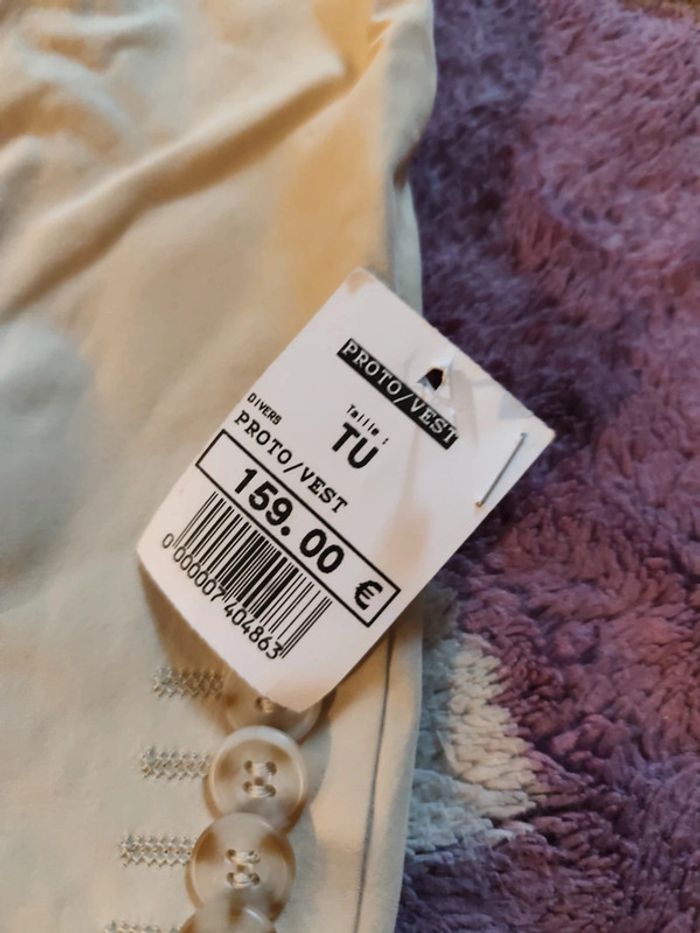 PROTO/VEST
Taille :
TU
DIVERS
PROTO/VEST
159.00 €
0 000007 404863